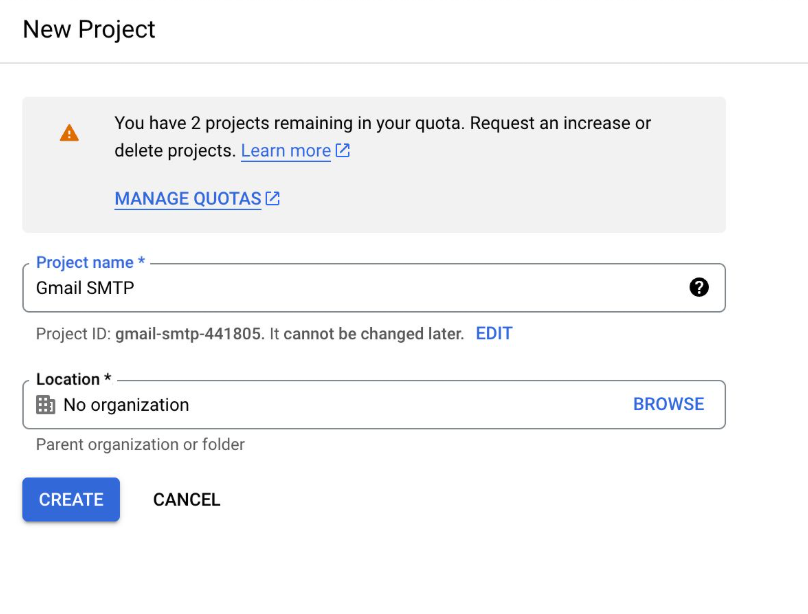 New Project
You have 2 projects remaining in your quota. Request an increase or
delete projects. Learn more
MANAGE QUOTAS
Project name *
Gmail SMTP
Project ID: gmail-smtp-441805. It cannot be changed later. EDIT
Location *
No organization BROWSE
Parent organization or folder
CREATE CANCEL